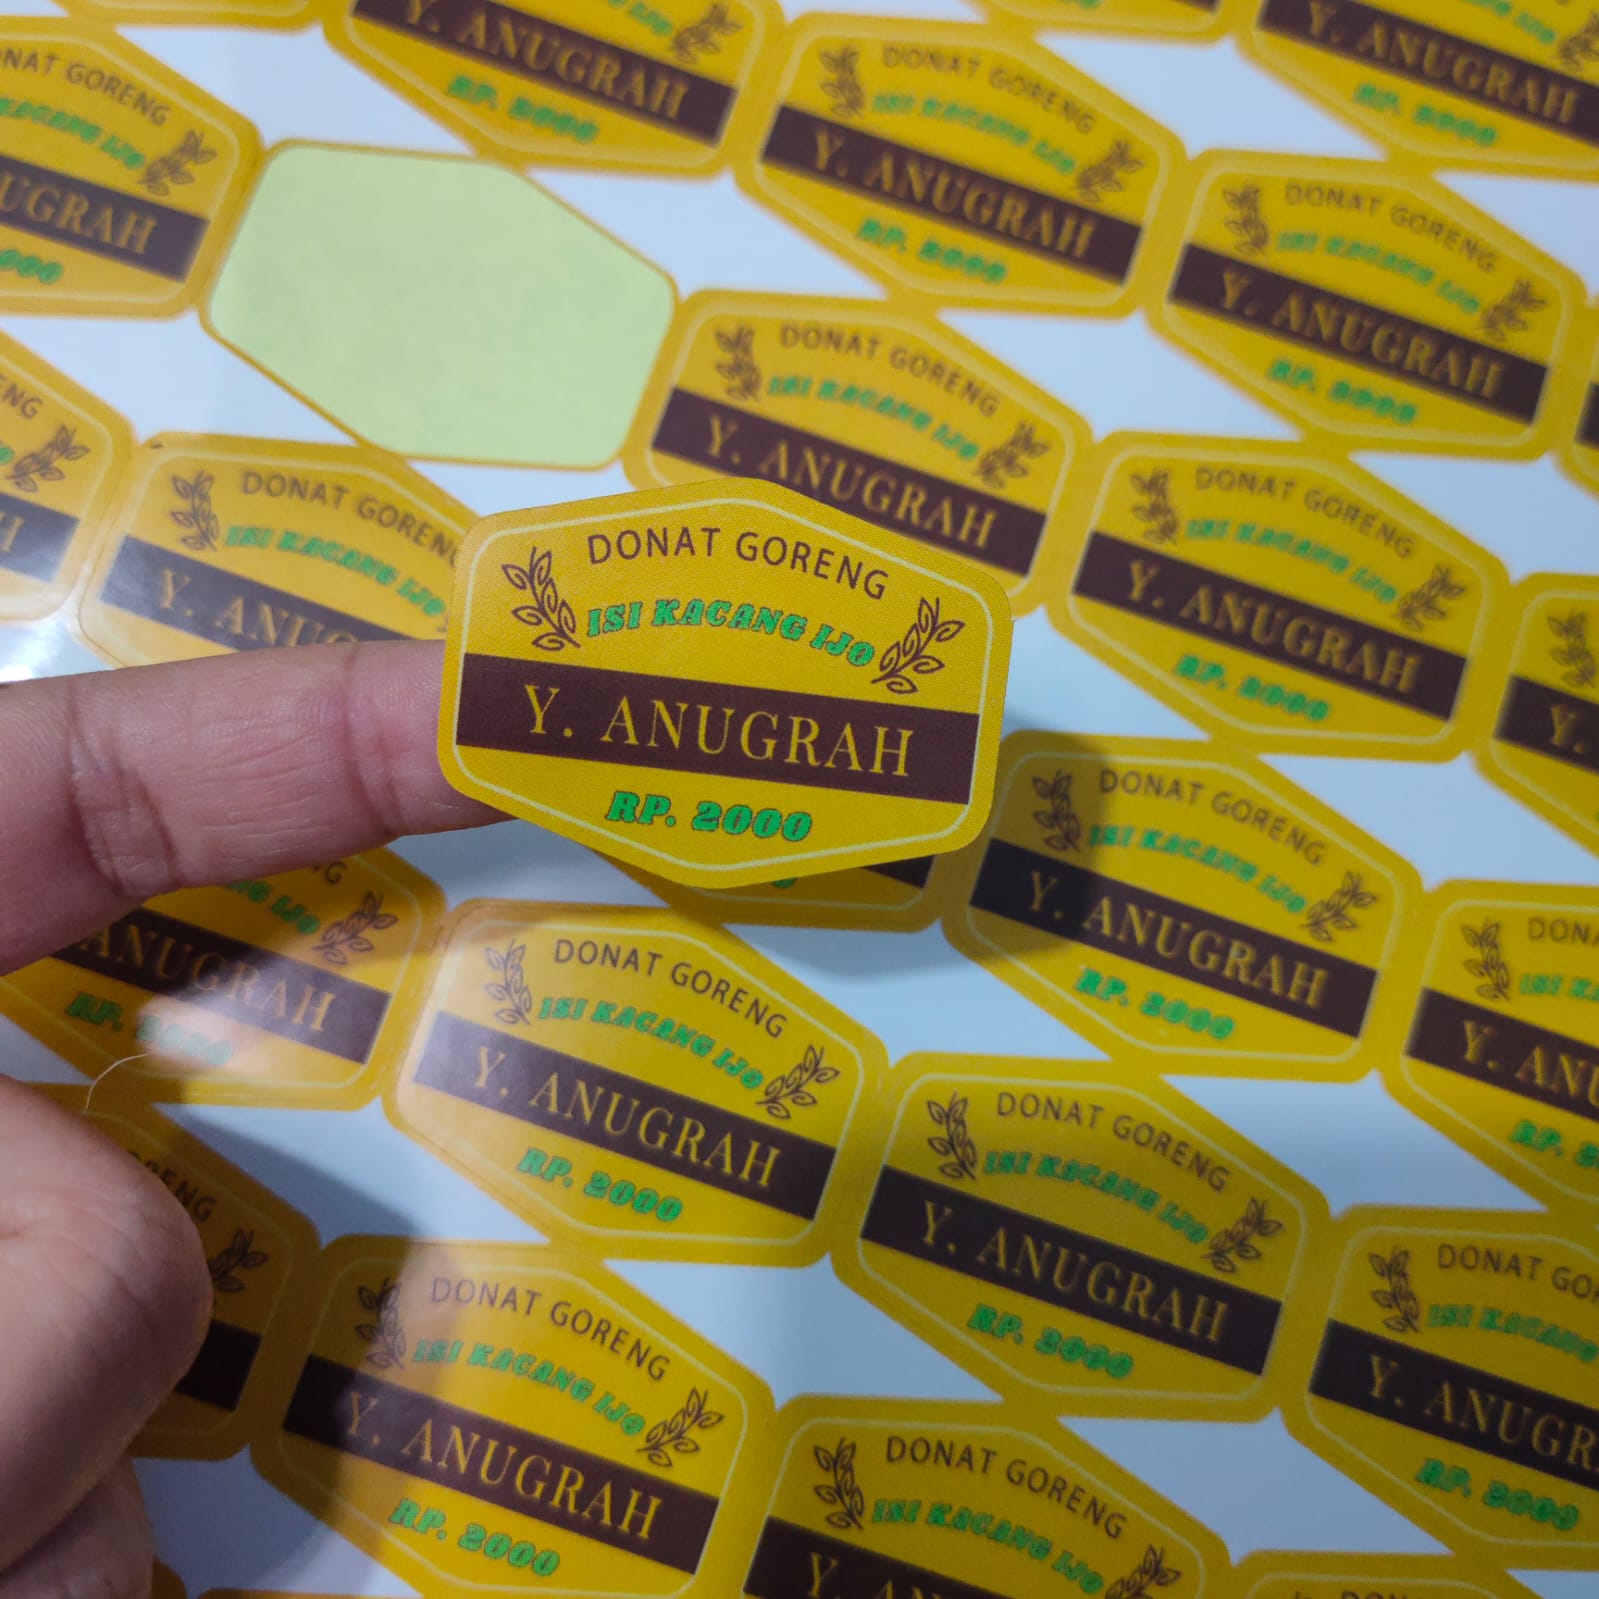 DONAT GORENG
ISI KACANG IJO
Y. ANUGRAH
RP. 2000